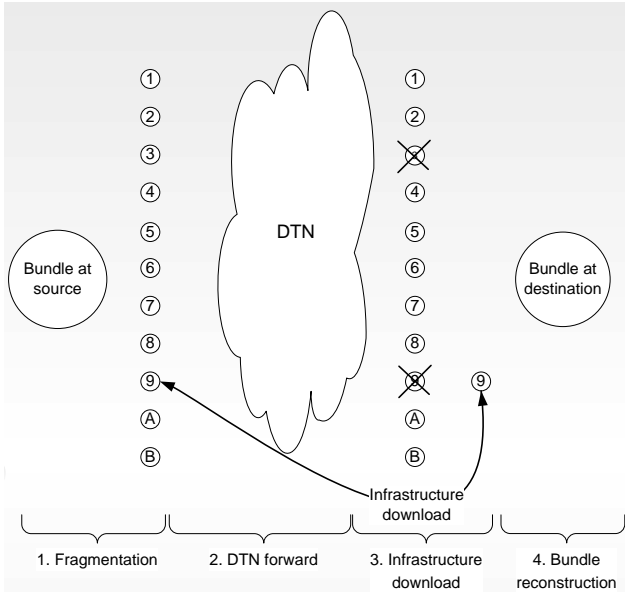 1
2
3
4
5
6
7
8
9
A
B
Bundle at
source
DTN
1
2
4
5
6
7
8
9
A
B
9
Bundle at
destination
Infrastructure
download
1. Fragmentation
2. DTN forward
3. Infrastructure
download
4. Bundle
reconstruction